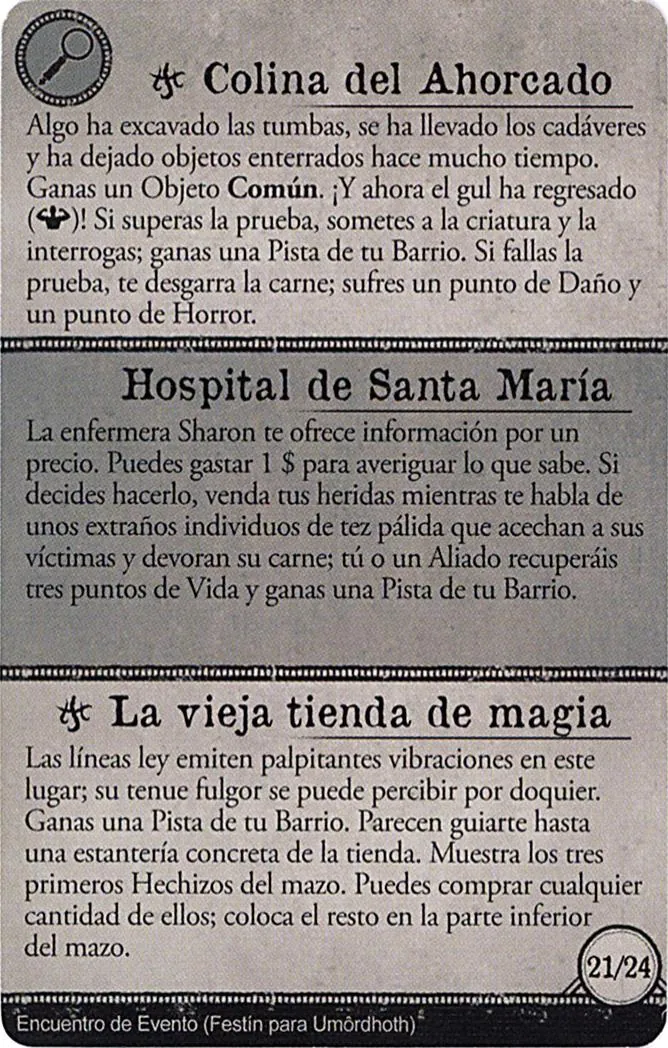 Colina del Ahorcado
Algo ha excavado las tumbas, se ha llevado los cadáveres
y ha dejado objetos enterrados hace mucho tiempo.
Ganas un Objeto Común. ¡Y ahora el gul ha regresado
()! Si superas la prueba, sometes a la criatura y la
interrogas; ganas una Pista de tu Barrio. Si fallas la
prueba, te desgarra la carne; sufres un punto de Daño y
un punto de Horror.
Hospital de Santa María
La enfermera Sharon te ofrece información por un
precio. Puedes gastar 1 $ para averiguar lo que sabe. Si
decides hacerlo, venda tus heridas mientras te habla de
unos extraños individuos de tez pálida que acechan a sus
víctimas y devoran su carne; tú o un Aliado recuperáis
tres puntos de Vida y ganas una Pista de tu Barrio.
La vieja tienda de magia
Las líneas ley emiten palpitantes vibraciones en este
lugar; su tenue fulgor se puede percibir por doquier.
Ganas una Pista de tu Barrio. Parecen guiarte hasta
una estantería concreta de la tienda. Muestra los tres
primeros Hechizos del mazo. Puedes comprar cualquier
cantidad de ellos; coloca el resto en la parte inferior
del mazo.
21/24
Encuentro de Evento (Festín para Umôrdhoth)